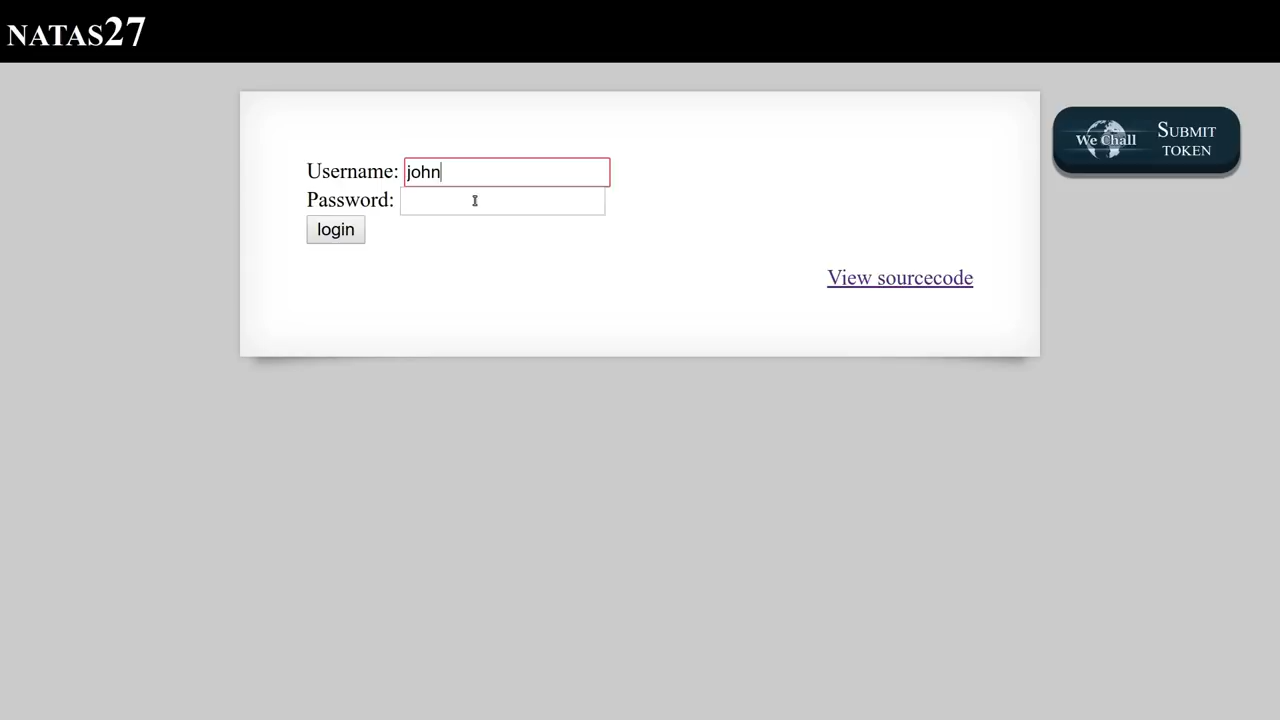 NATAS27
Username: john
Password:
login
View sourcecode
We Chall
SUBMIT
TOKEN